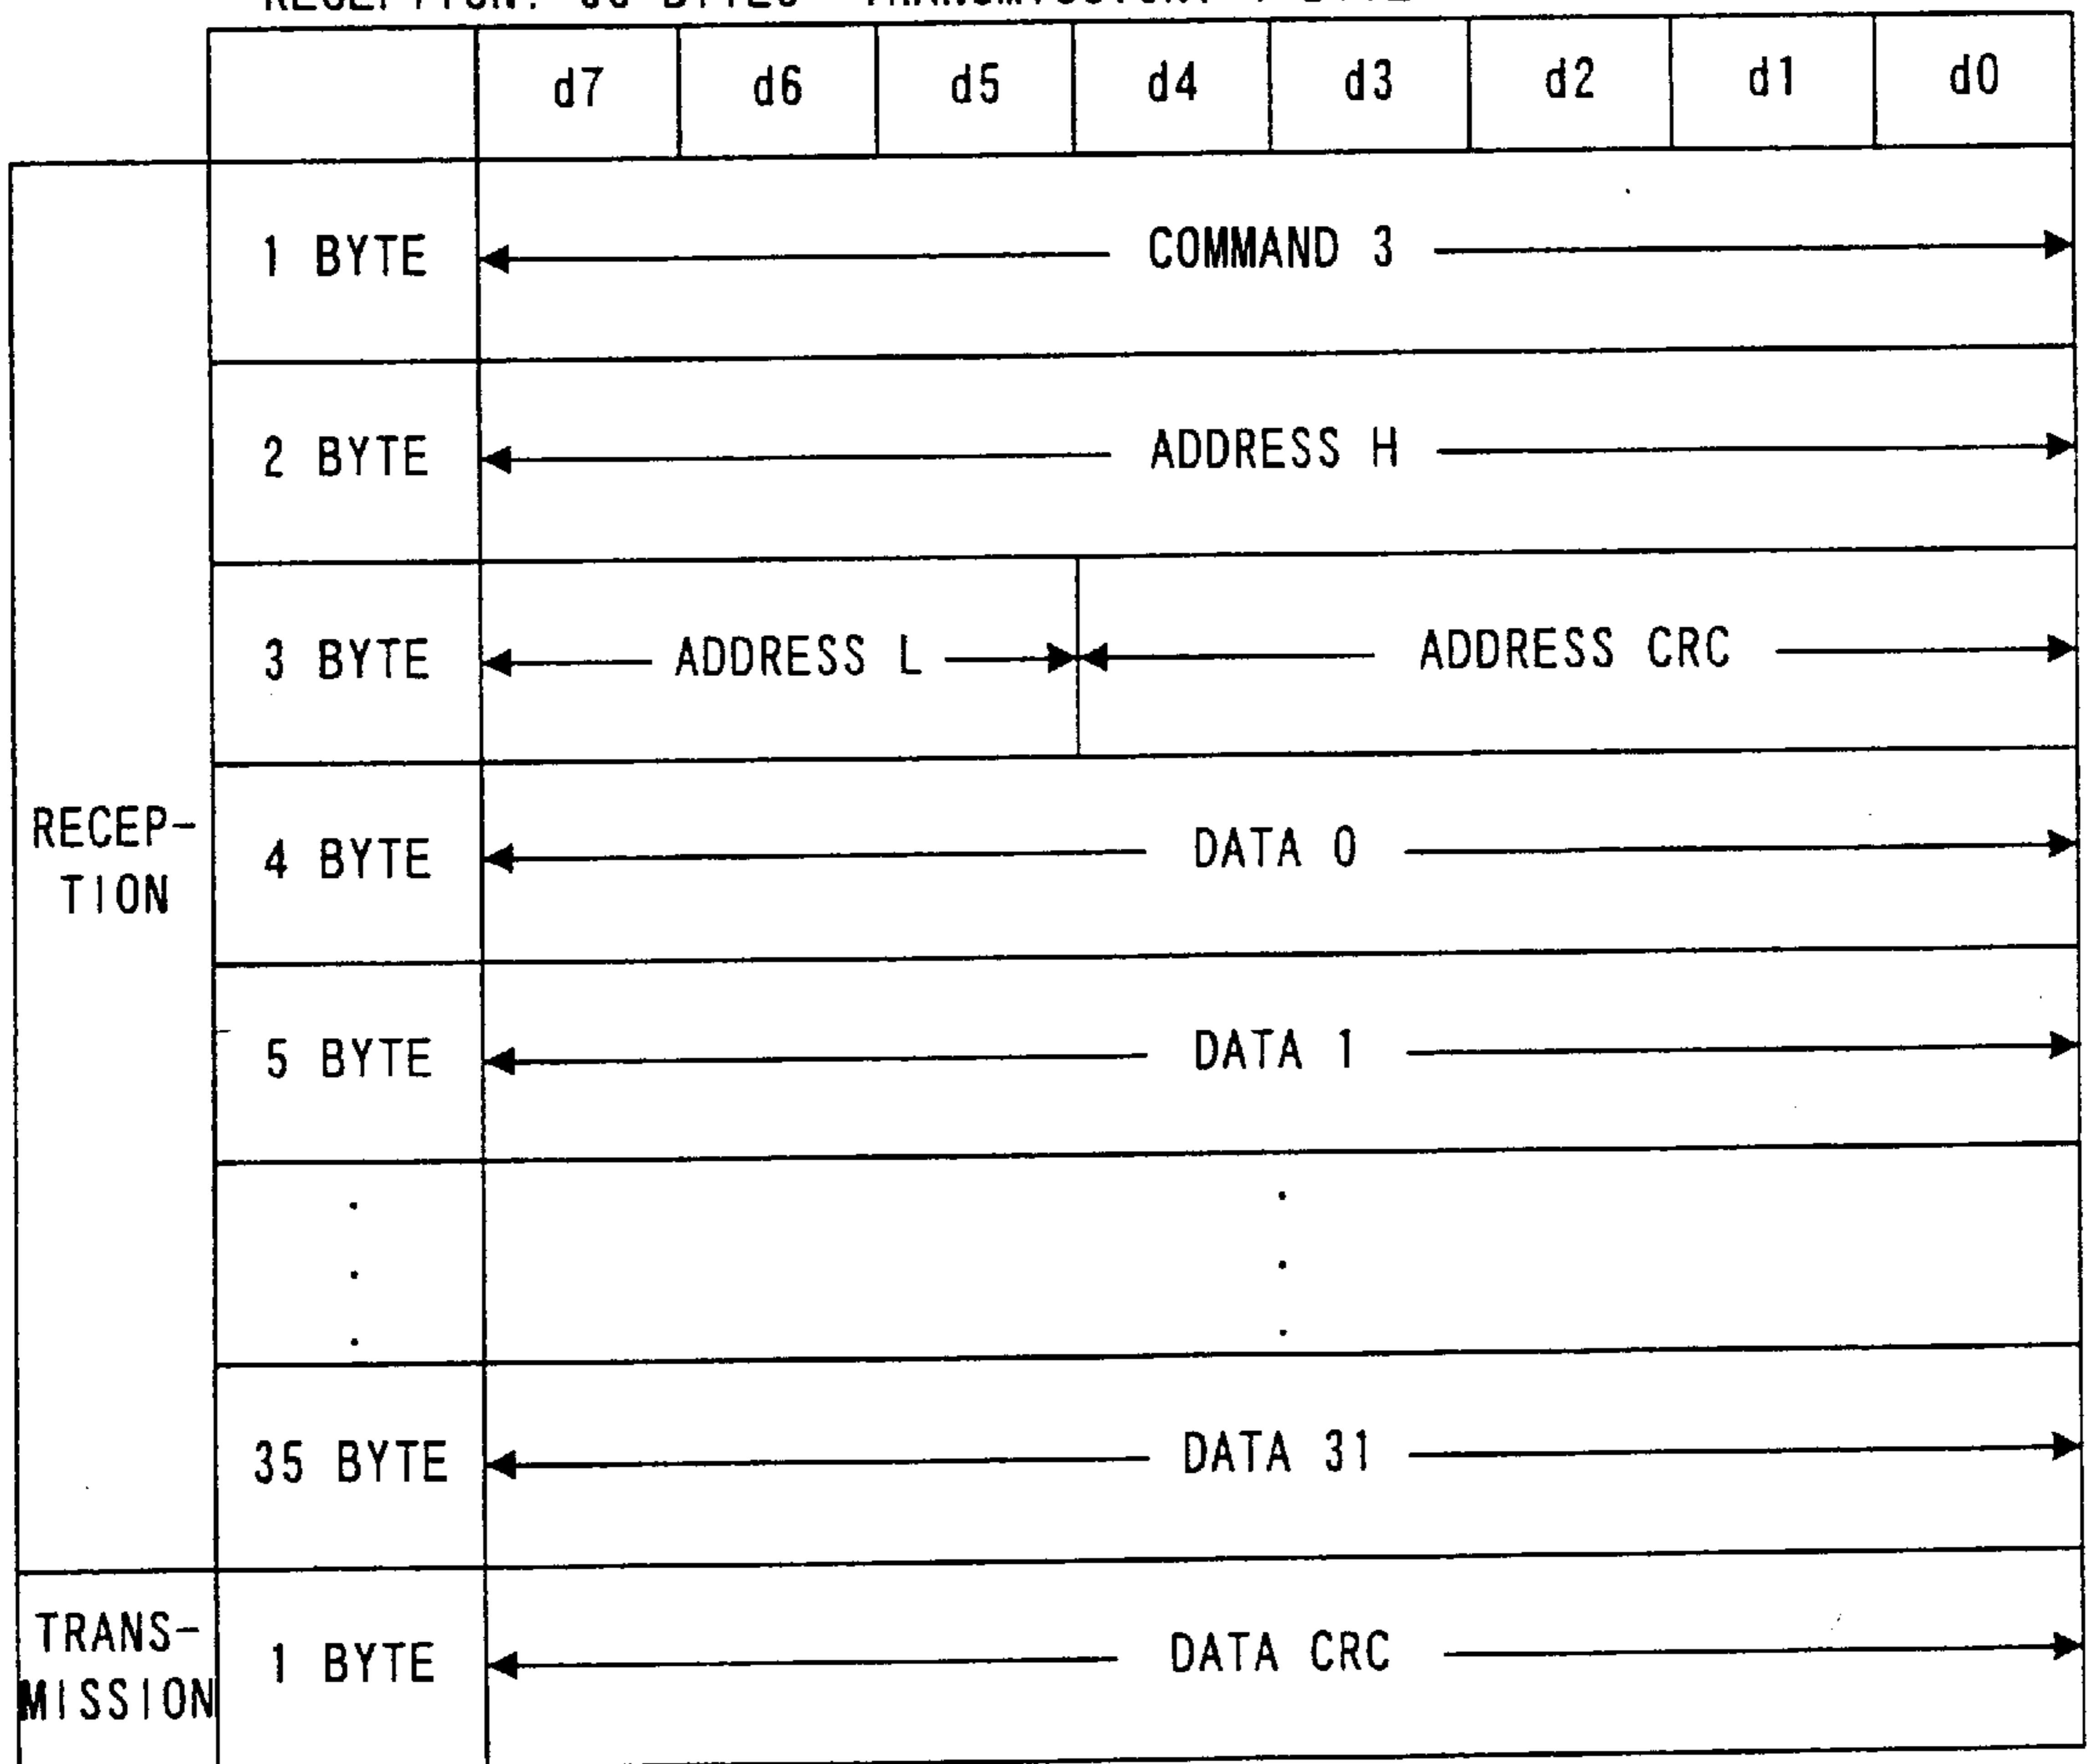 d7 d6 d5 d4 d3 d2 d1 d0
1 BYTE COMMAND 3
2 BYTE ADDRESS H
3 BYTE ADDRESS L ADDRESS CRC
RECEP-
TION
4 BYTE DATA 0
5 BYTE DATA 1
35 BYTE DATA 31
TRANS-
MISSION
1 BYTE DATA CRC